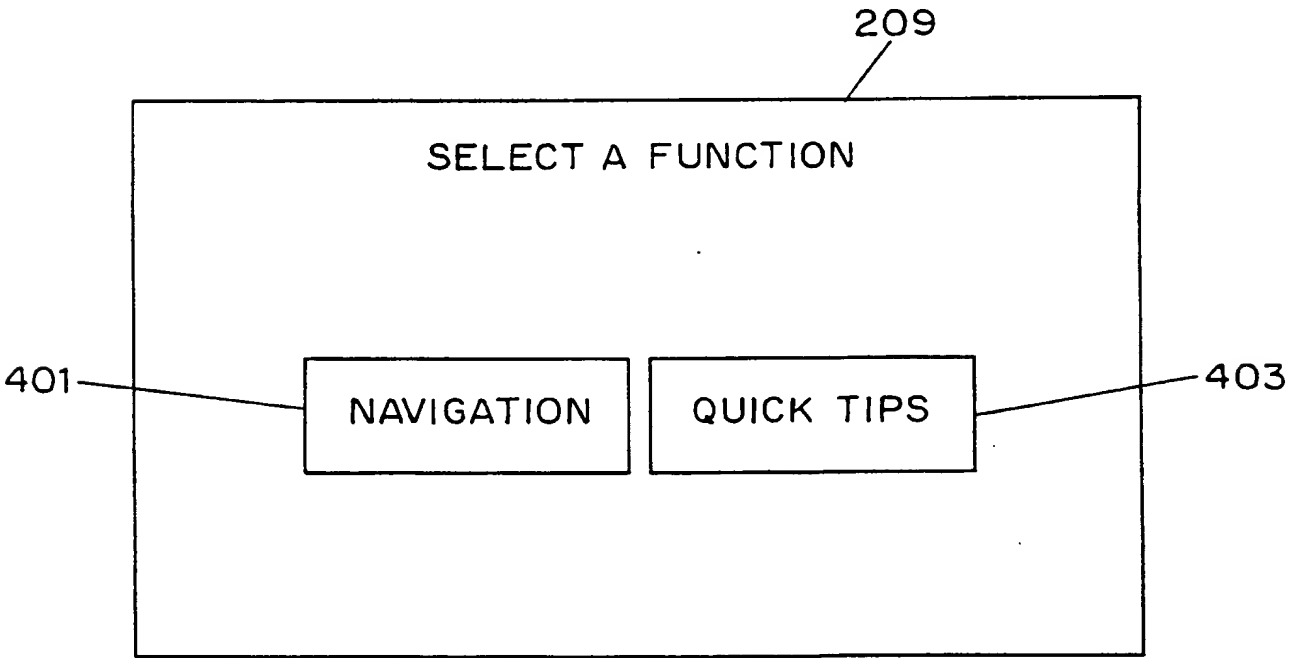 209
SELECT A FUNCTION
401
NAVIGATION
QUICK TIPS
403